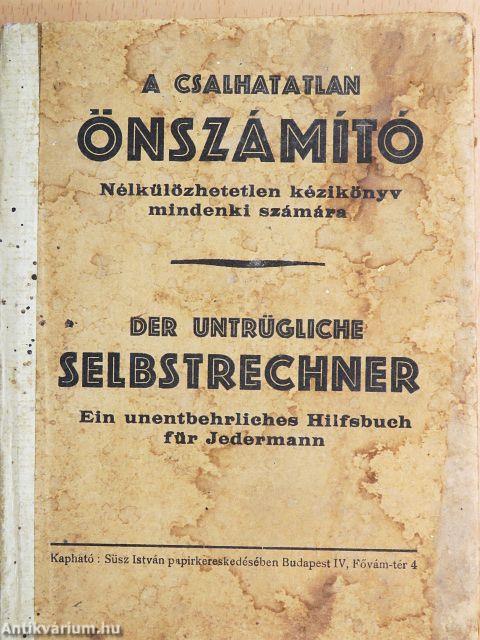 A CSALHATATLAN
ÖNSZÁMÍTÓ
Nélkülözhetetlen kézikönyv
mindenki számára
DER UNTRÜGLICHE
SELBSTRECHNER
Ein unentbehrliches Hilfsbuch
für Jedermann
Kapható : Süsz István papirkereskedésében Budapest IV, Fővám-tér 4
Antikvárium.hu